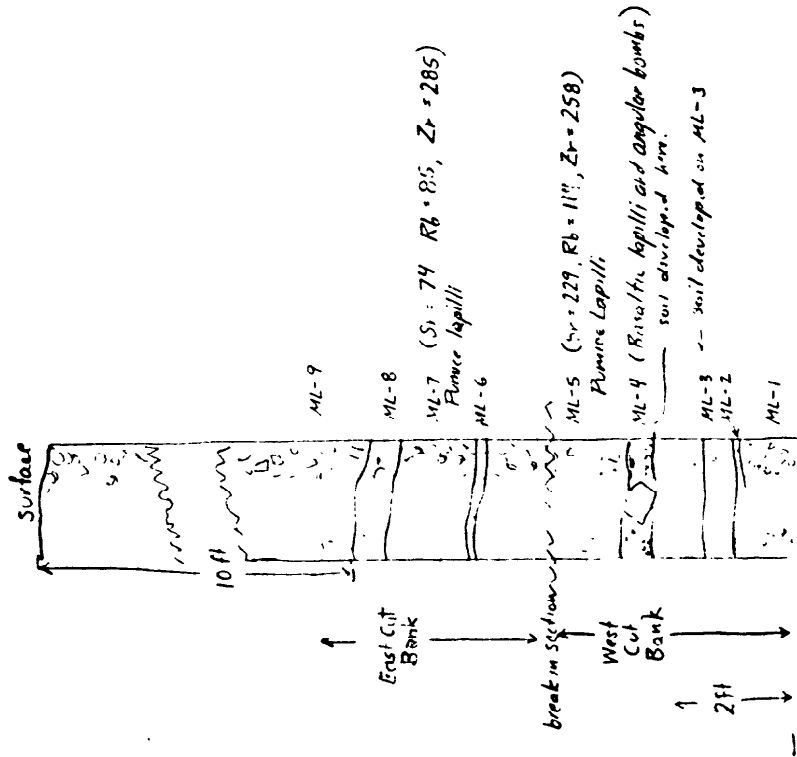 Surface
10 ft
ML-9
ML-8
ML-7 (Sr = 74 Rb = 85, Zr = 285)
Pumice lapilli
ML-6
East Cut
Bank
break in section
ML-5 (Sr = 229, Rb = 11, Zr = 258)
Pumice Lapilli
ML-4 (Basaltic lapilli and angular bombs)
soil developed here.
West
Cut
Bank
ML-3 -- soil developed on ML-3
ML-2
ML-1
2 ft